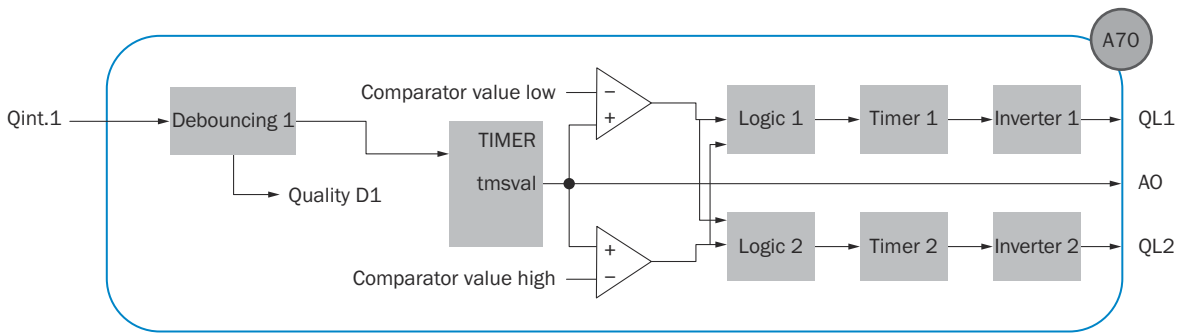 A70
Qint.1
Debouncing 1
Quality D1
TIMER
tmsval
Comparator value low
−
+
+
−
Comparator value high
Logic 1
Timer 1
Inverter 1
QL1
AO
Logic 2
Timer 2
Inverter 2
QL2